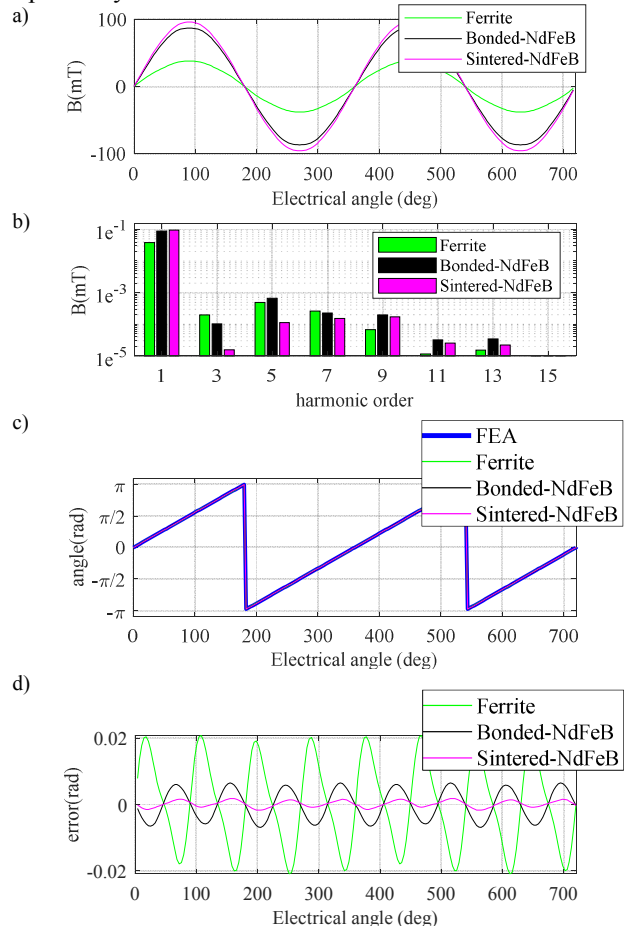 a)
100
0
-100
B(mT)
0 100 200 300 400 500 600 700
Electrical angle (deg)
Ferrite
Bonded-NdFeB
Sintered-NdFeB
b)
1e-1
1e-3
1e-5
B(mT)
1 3 5 7 9 11 13 15
harmonic order
Ferrite
Bonded-NdFeB
Sintered-NdFeB
c)
π
π/2
0
-π/2
-π
angle(rad)
0 100 200 300 400 500 600 700
Electrical angle (deg)
FEA
Ferrite
Bonded-NdFeB
Sintered-NdFeB
d)
0.02
0
-0.02
error(rad)
0 100 200 300 400 500 600 700
Electrical angle (deg)
Ferrite
Bonded-NdFeB
Sintered-NdFeB